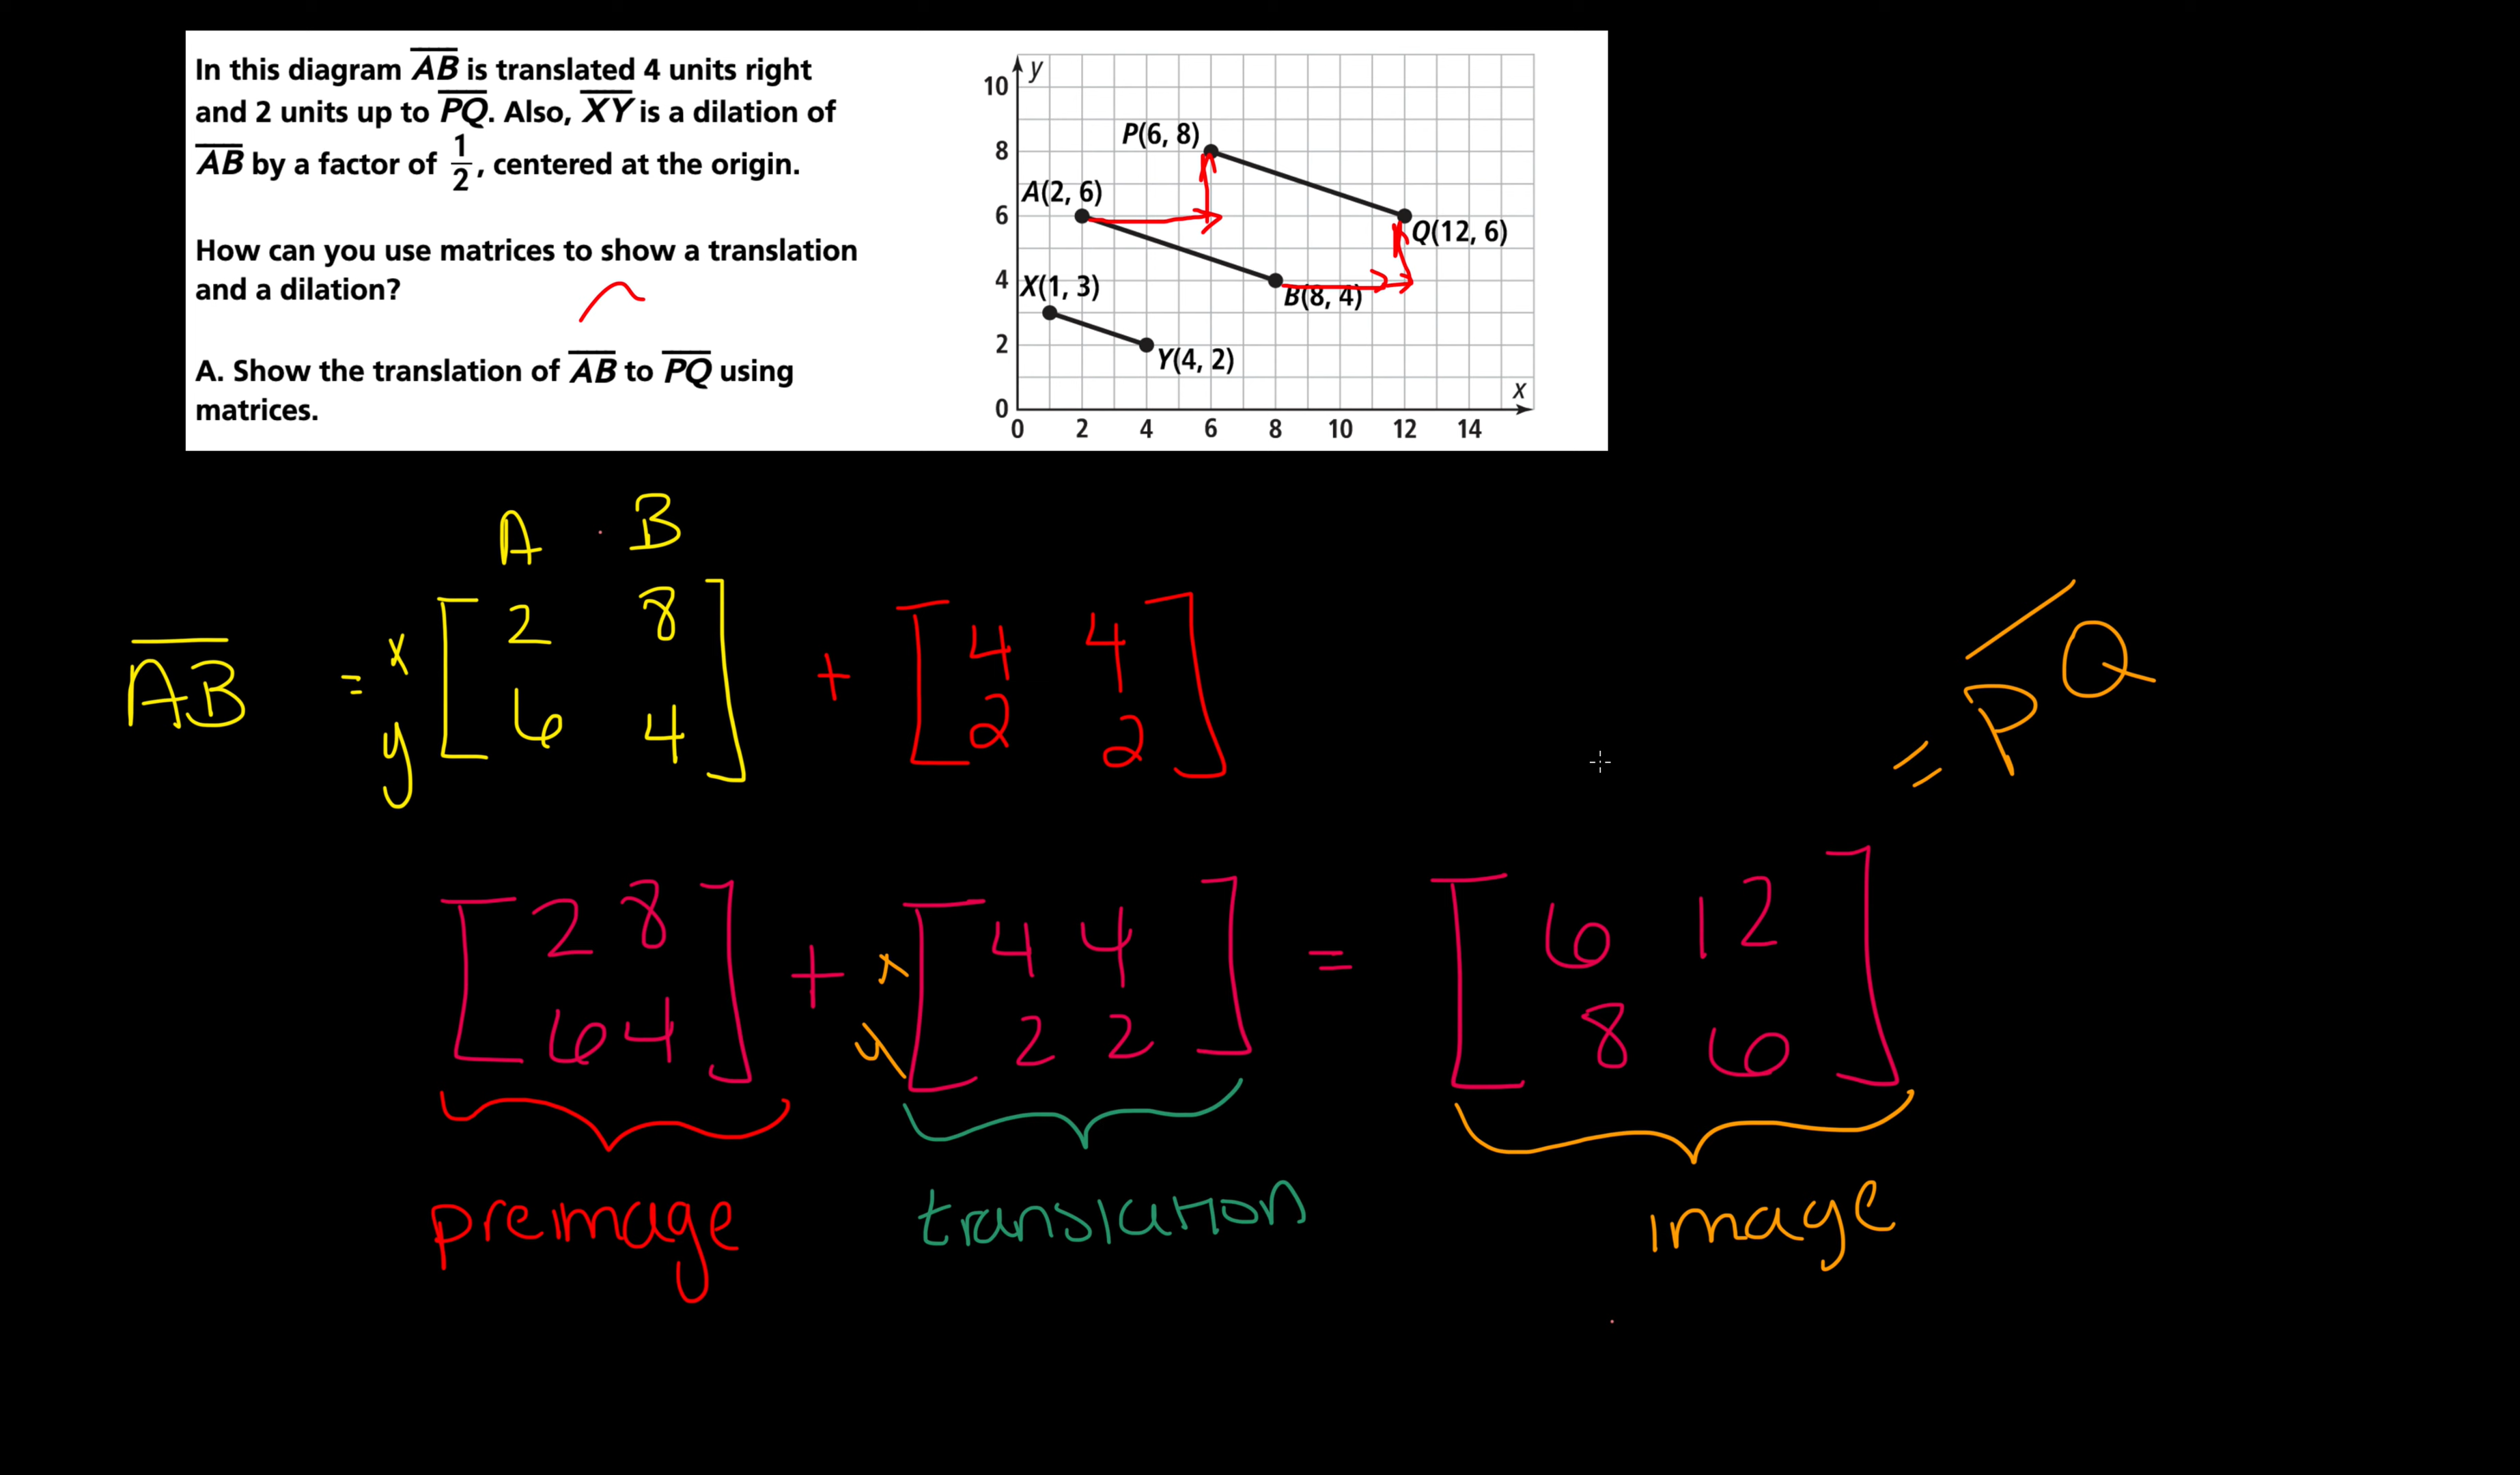 In this diagram AB is translated 4 units right
and 2 units up to PQ. Also, XY is a dilation of
AB by a factor of 1/2, centered at the origin.
How can you use matrices to show a translation
and a dilation?
A. Show the translation of AB to PQ using
matrices.
y
10
P(6, 8)
8
A(2, 6)
6
Q(12, 6)
4
X(1, 3)
B(8, 4)
2
Y(4, 2)
x
0
0 2 4 6 8 10 12 14
A B
AB = x [2 8] + [4 4] = PQ
y [6 4] [2 2]
[2 8] + x [4 4] = [6 12]
[6 4] y [2 2] [8 6]
preimage translation image